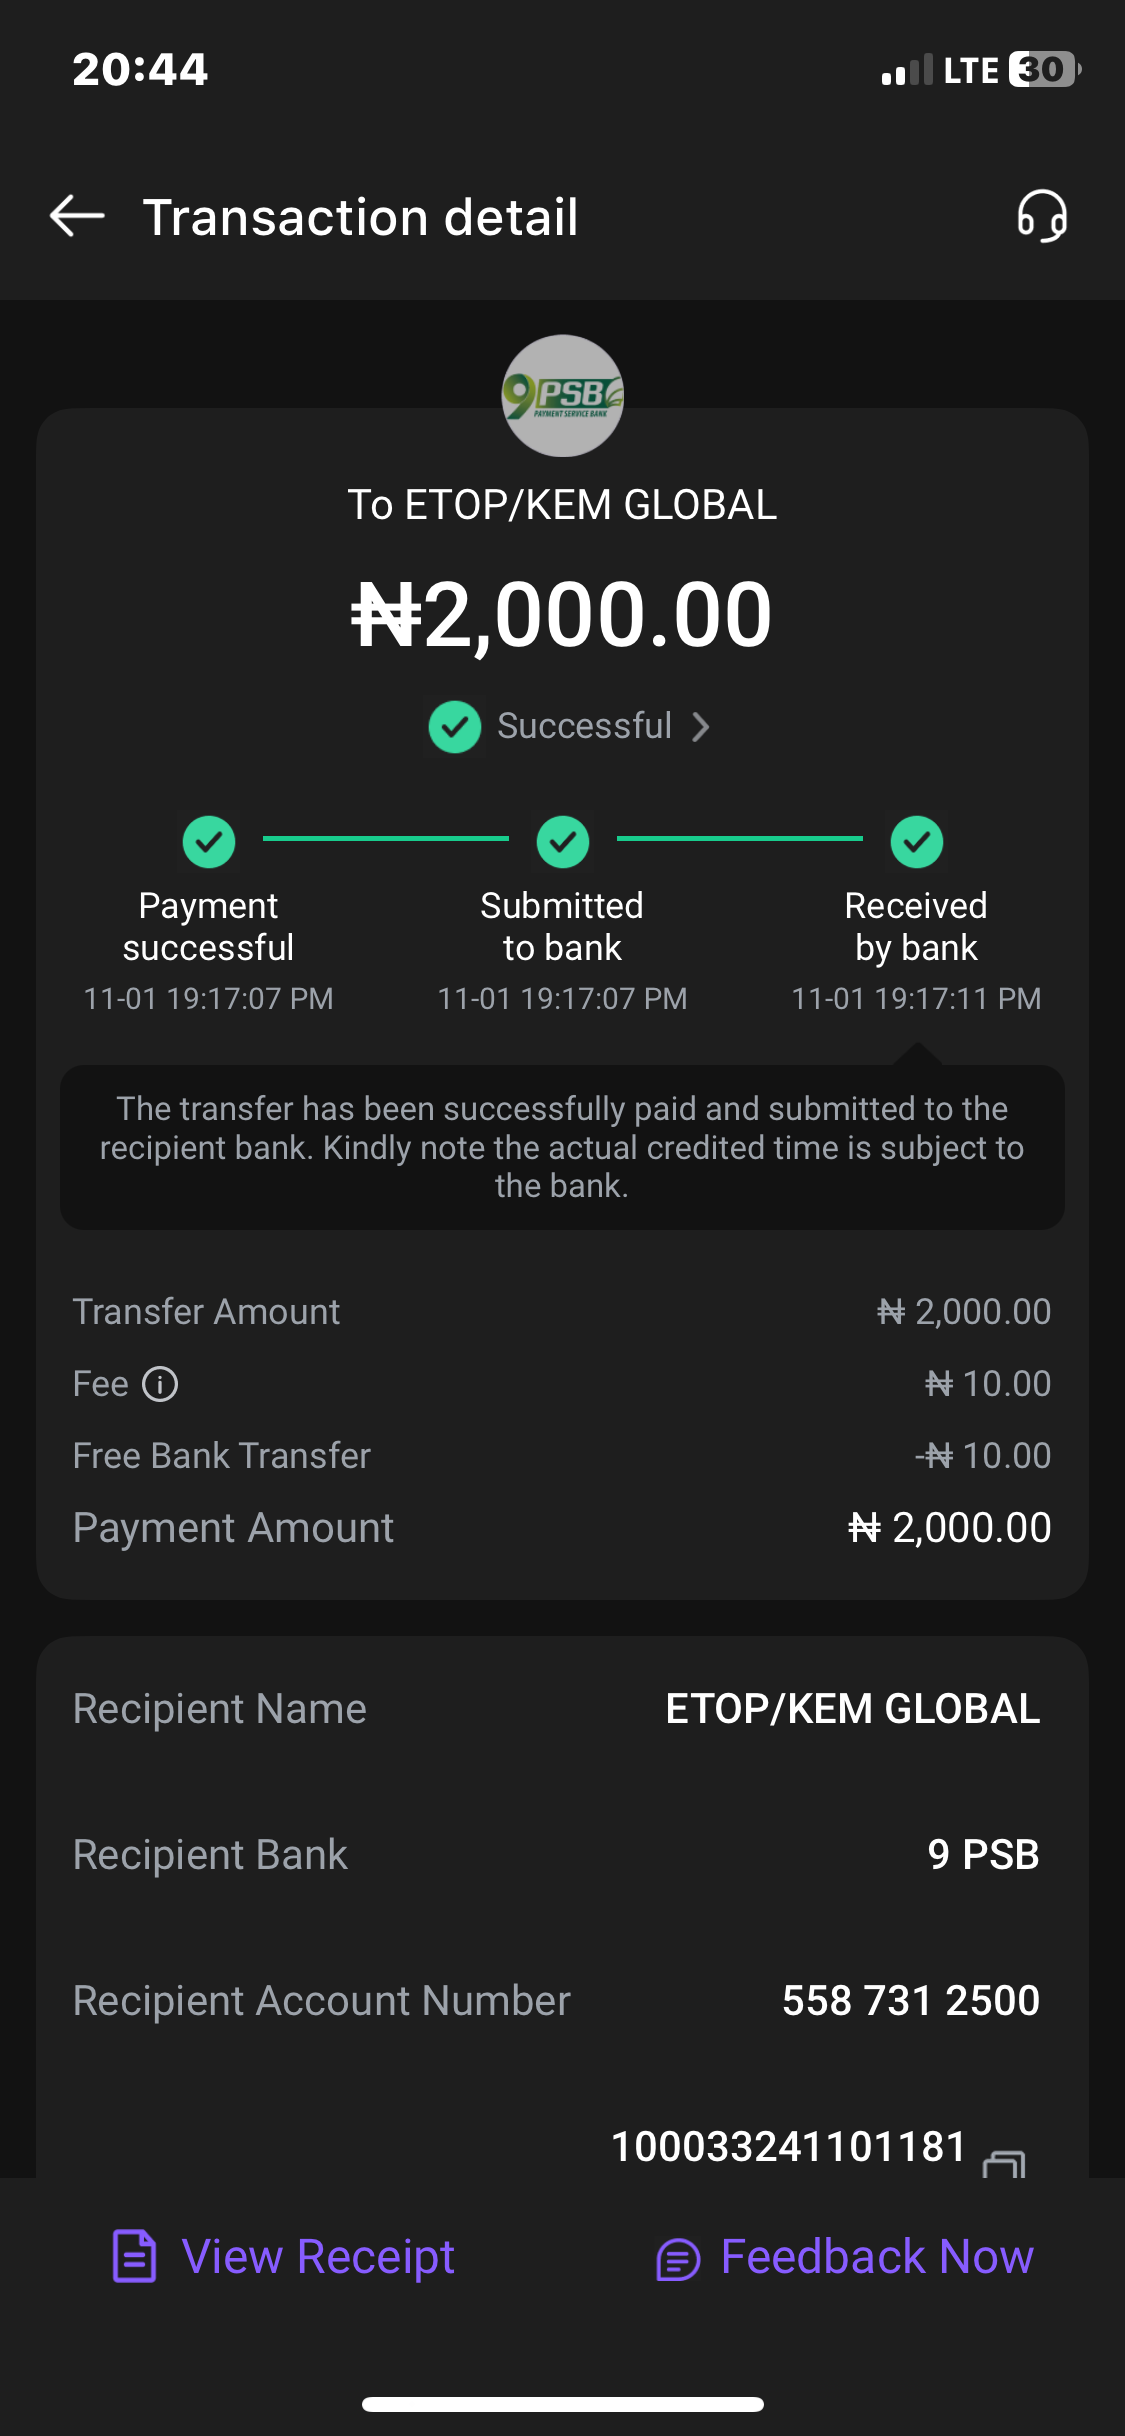 20:44
LTE 30
Transaction detail
9PSB
PAYMENT SERVICE BANK
To ETOP/KEM GLOBAL
₦2,000.00
Successful
Payment successful
Submitted to bank
Received by bank
11-01 19:17:07 PM
11-01 19:17:07 PM
11-01 19:17:11 PM
The transfer has been successfully paid and submitted to the
recipient bank. Kindly note the actual credited time is subject to
the bank.
Transfer Amount ₦ 2,000.00
Fee ₦ 10.00
Free Bank Transfer -₦ 10.00
Payment Amount ₦ 2,000.00
Recipient Name ETOP/KEM GLOBAL
Recipient Bank 9 PSB
Recipient Account Number 558 731 2500
100033241101181
View Receipt
Feedback Now